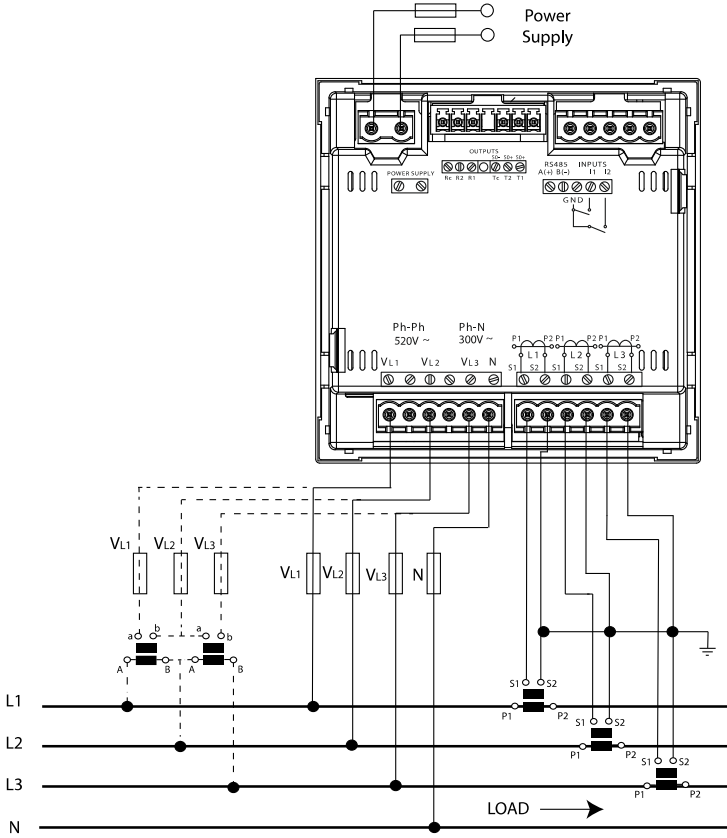 Power
Supply
OUTPUTS
S0- S0+ S0+
Rc R2 R1 Tc T2 T1
POWER SUPPLY
RS485 INPUTS
A(+) B(-) I1 I2
GND
Ph-Ph Ph-N
520V ~ 300V ~
VL1 VL2 VL3 N
P1 P2 P1 P2 P1 P2
L1 L2 L3
S1 S2 S1 S2 S1 S2
VL1 VL2 VL3
VL1 VL2 VL3 N
a b a b
A B A B
S1 S2
L1
P1 P2
S1 S2
L2
P1 P2
S1 S2
L3
P1 P2
LOAD
N